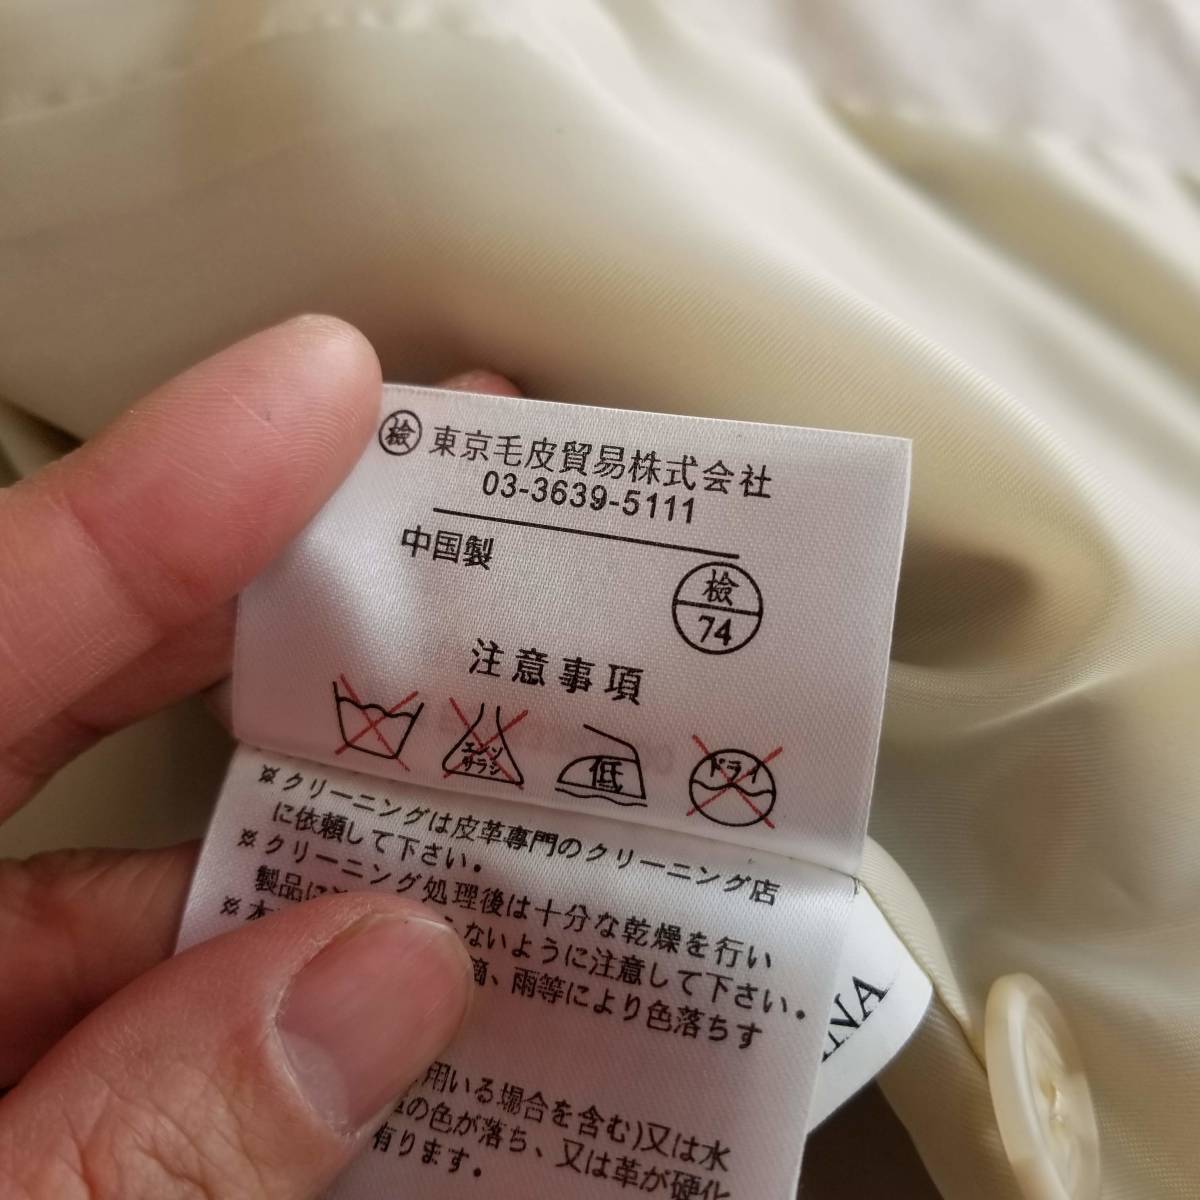 検 東京毛皮貿易株式会社
03-3639-5111
中国製
検
74
注意事項
エンソ
サラシ
低
ドライ
※クリーニングは皮革専門のクリーニング店
に依頼して下さい。
※クリーニング処理後は十分な乾燥を行い
製品に
ないように注意して下さい。
※本
滴、雨等により色落ちす
用いる場合を含む)又は水
の色が落ち、又は革が硬化
有ります。
INA